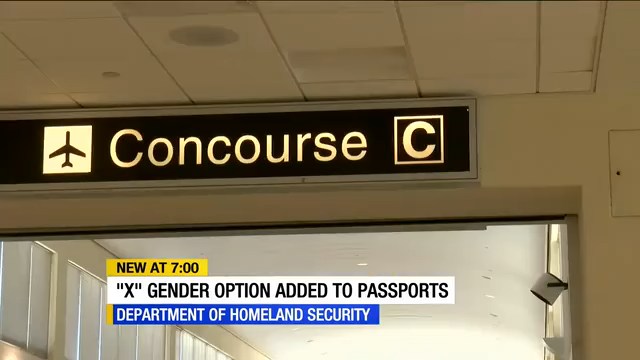 Concourse C
NEW AT 7:00
"X" GENDER OPTION ADDED TO PASSPORTS
DEPARTMENT OF HOMELAND SECURITY